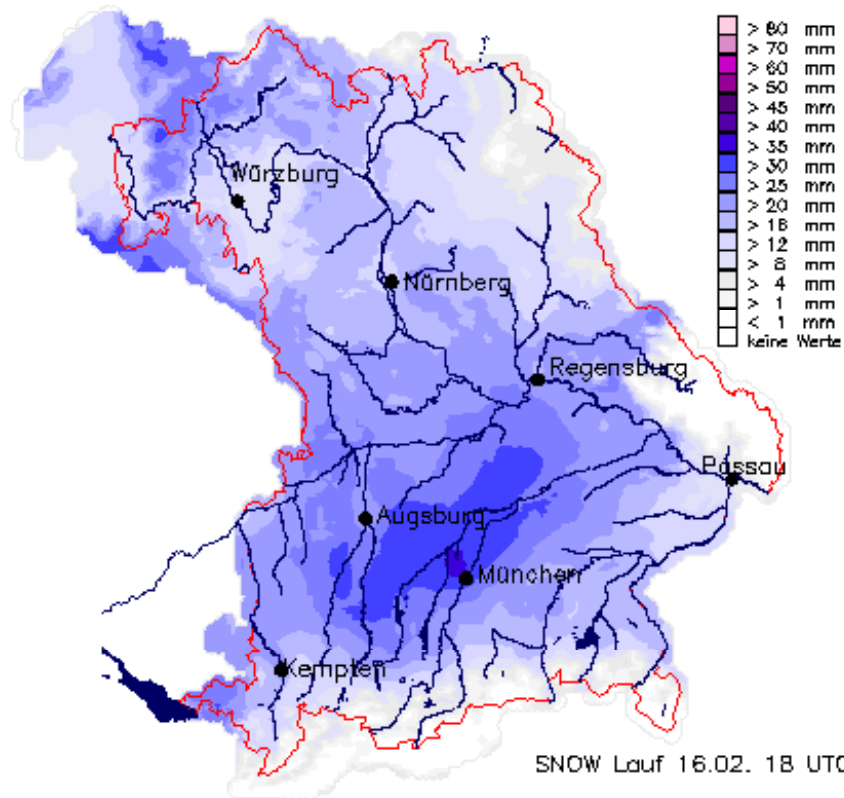 > 80 mm
> 70 mm
> 60 mm
> 50 mm
> 45 mm
> 40 mm
> 35 mm
> 30 mm
> 25 mm
> 20 mm
> 16 mm
> 12 mm
> 8 mm
> 4 mm
> 1 mm
< 1 mm
keine Werte
Würzburg
Nürnberg
Regensburg
Passau
Augsburg
München
Kempten
SNOW Lauf 16.02. 18 UTC